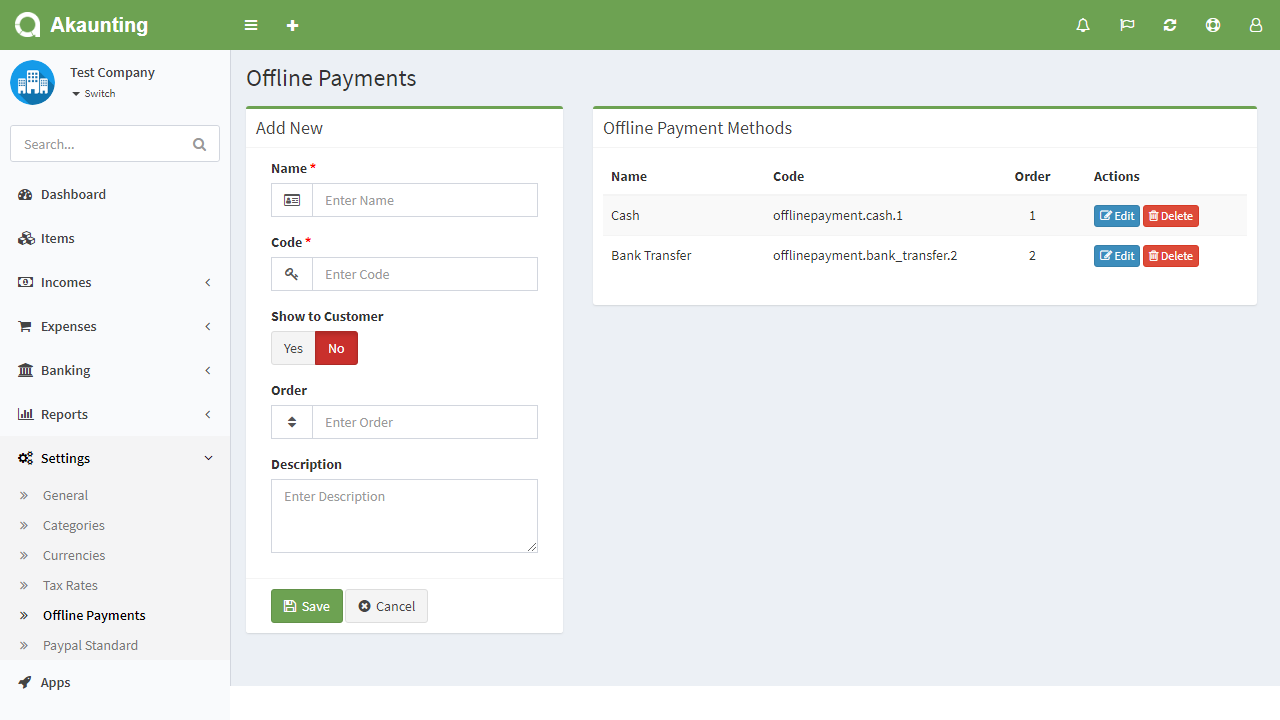 Akaunting
Test Company
Switch
Search...
Dashboard
Items
Incomes
Expenses
Banking
Reports
Settings
General
Categories
Currencies
Tax Rates
Offline Payments
Paypal Standard
Apps
Offline Payments
Add New
Name *
Enter Name
Code *
Enter Code
Show to Customer
Yes No
Order
Enter Order
Description
Enter Description
Save Cancel
Offline Payment Methods
Name Code Order Actions
Cash offlinepayment.cash.1 1 Edit Delete
Bank Transfer offlinepayment.bank_transfer.2 2 Edit Delete